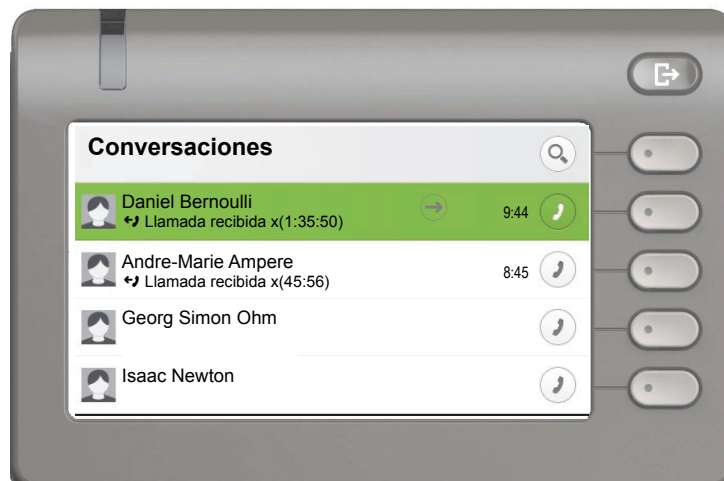 Conversaciones
Daniel Bernoulli 9:44
Llamada recibida x(1:35:50)
Andre-Marie Ampere 8:45
Llamada recibida x(45:56)
Georg Simon Ohm
Isaac Newton